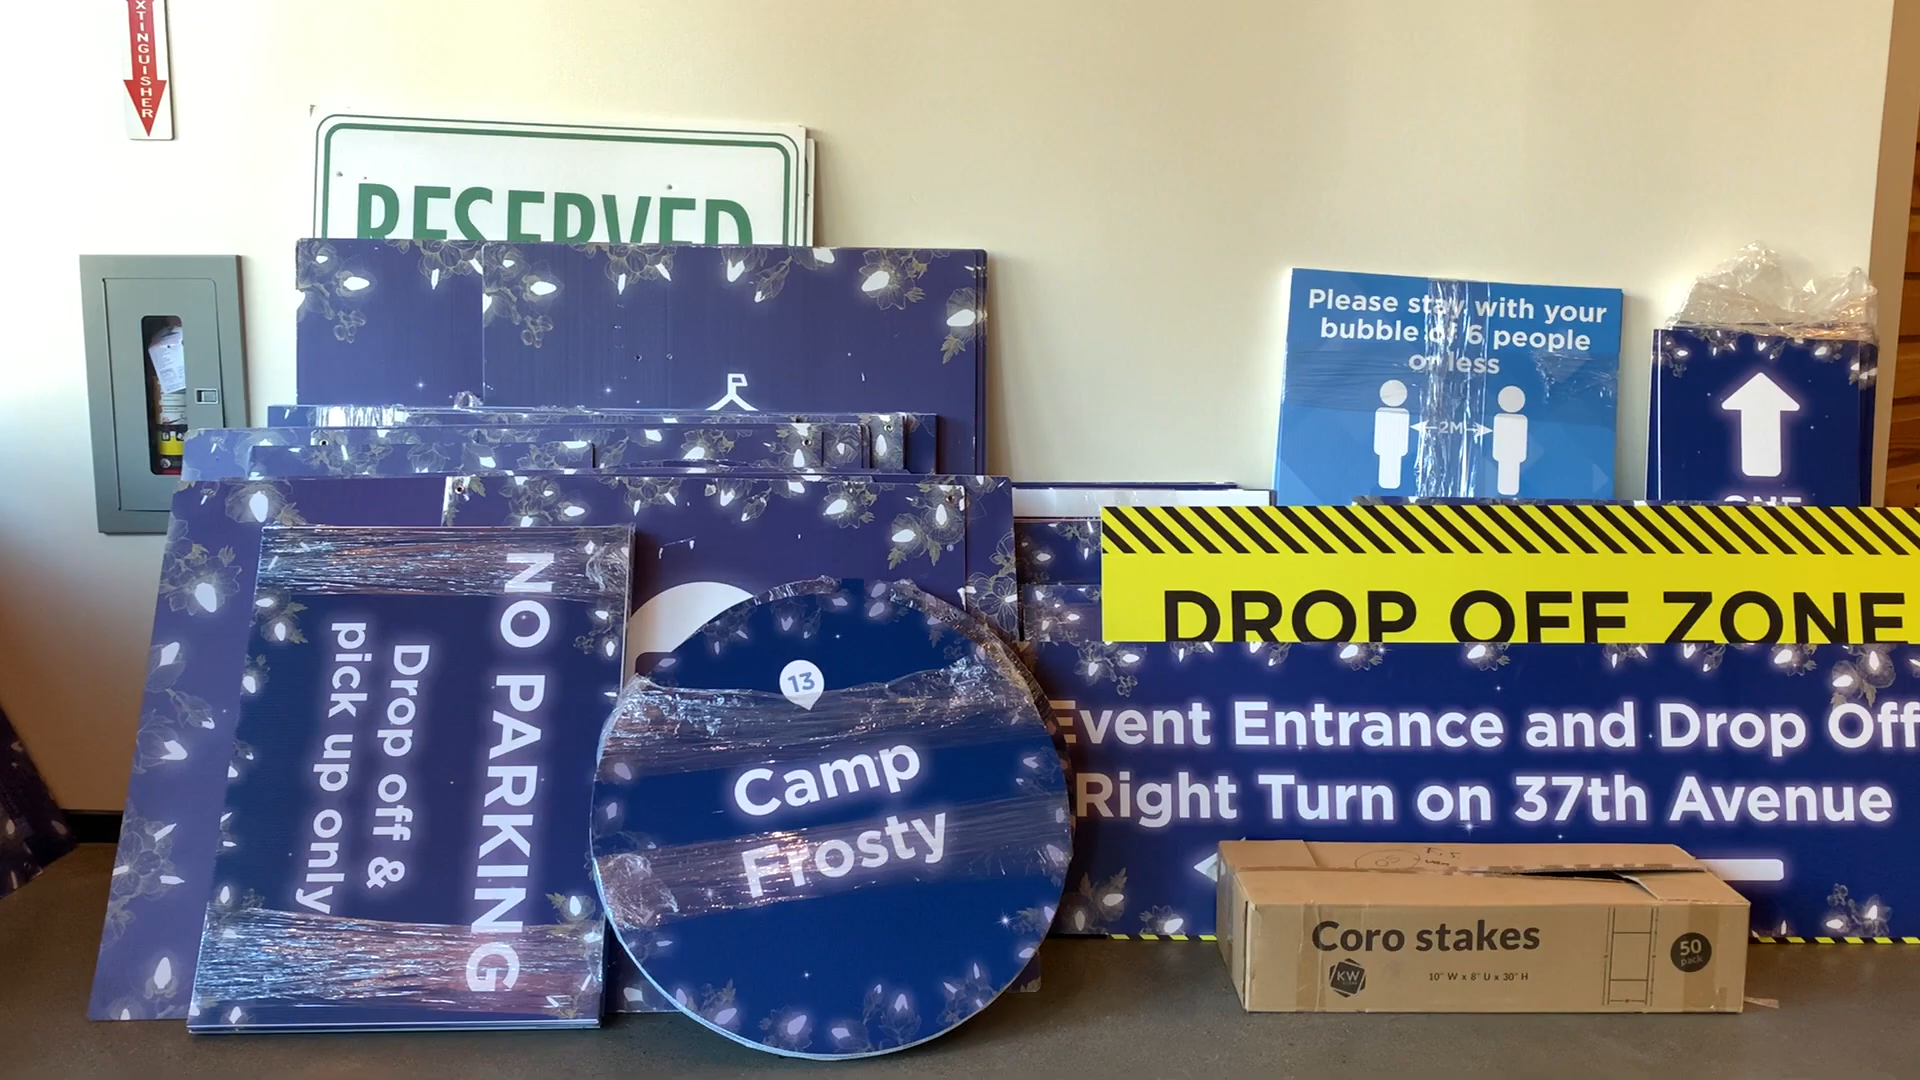 XTINGUISHER
RESERVED
Please stay with your
bubble of 6 people
or less
2M
ONE
DROP OFF ZONE
NO PARKING
Drop off &
pick up only
13
Camp
Frosty
Event Entrance and Drop Off
Right Turn on 37th Avenue
Coro stakes
KW
10" W x 8" U x 30" H
50
pack